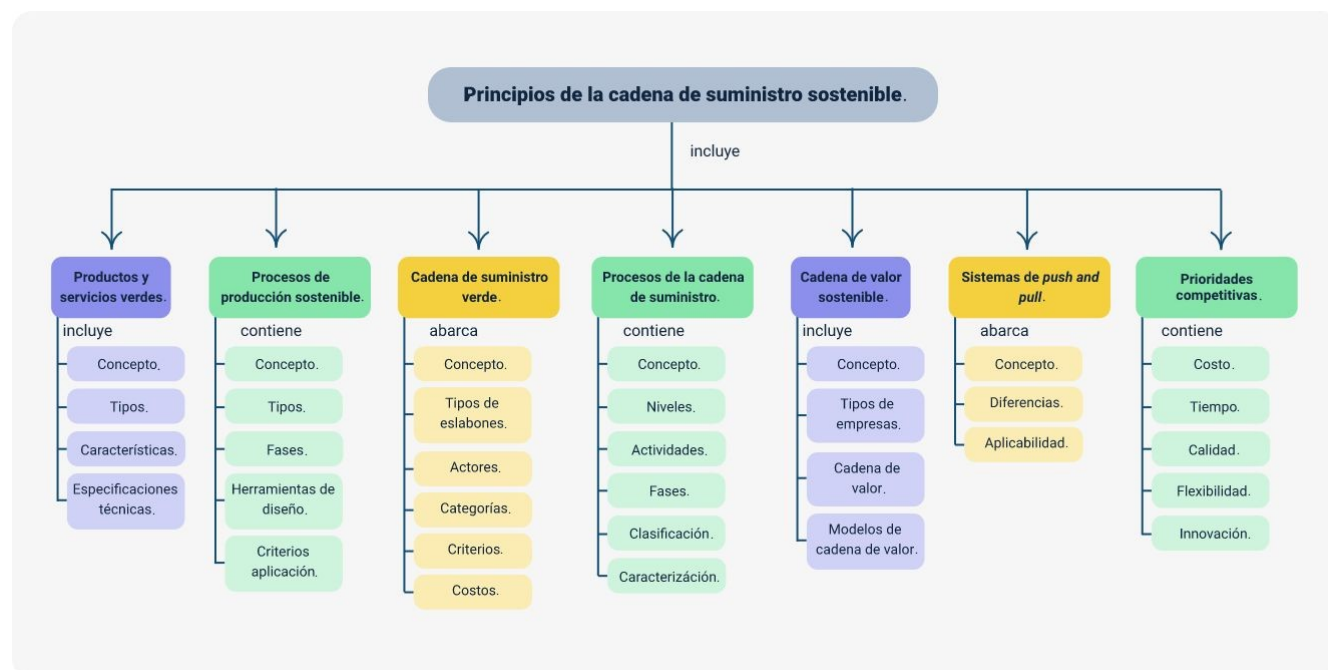 Principios de la cadena de suministro sostenible.
incluye
Productos y
servicios verdes.
incluye
Concepto.
Tipos.
Características.
Especificaciones
técnicas.
Procesos de
producción sostenible.
contiene
Concepto.
Tipos.
Fases.
Herramientas de
diseño.
Criterios
aplicación.
Cadena de suministro
verde.
abarca
Concepto.
Tipos de
eslabones.
Actores.
Categorías.
Criterios.
Costos.
Procesos de la cadena
de suministro.
contiene
Concepto.
Niveles.
Actividades.
Fases.
Clasificación.
Caracterizáción.
Cadena de valor
sostenible.
incluye
Concepto.
Tipos de
empresas.
Cadena de
valor.
Modelos de
cadena de valor.
Sistemas de push and
pull.
abarca
Concepto.
Diferencias.
Aplicabilidad.
Prioridades
competitivas.
contiene
Costo.
Tiempo.
Calidad.
Flexibilidad.
Innovación.